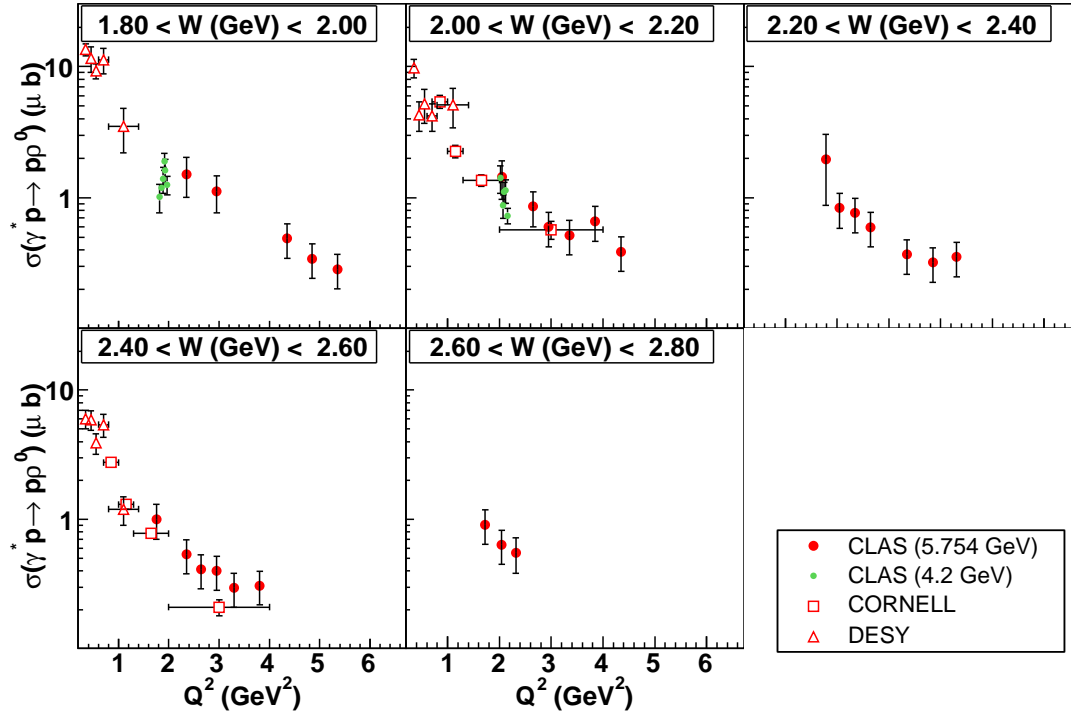 1.80 < W (GeV) < 2.00
2.00 < W (GeV) < 2.20
2.20 < W (GeV) < 2.40
10
1
σ(γ* p→ pρ⁰) (μ b)
2.40 < W (GeV) < 2.60
2.60 < W (GeV) < 2.80
10
1
σ(γ* p→ pρ⁰) (μ b)
1 2 3 4 5 6
1 2 3 4 5 6
Q² (GeV²)
Q² (GeV²)
CLAS (5.754 GeV)
CLAS (4.2 GeV)
CORNELL
DESY